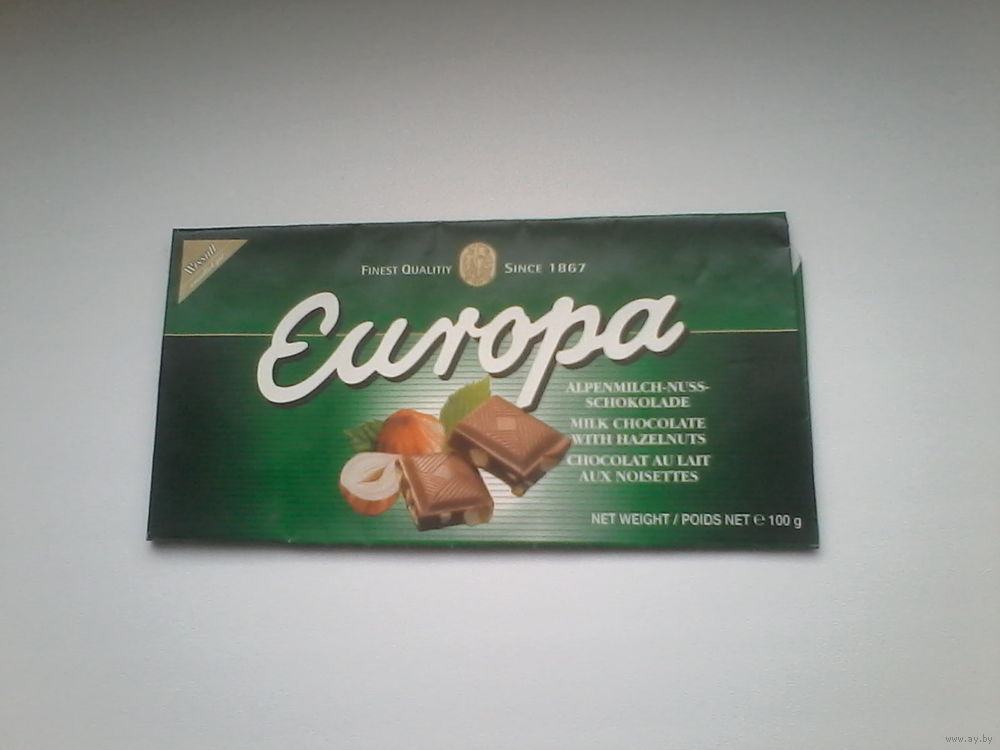 Wissoll
FINEST QUALITIY SINCE 1867
Europa
ALPENMILCH-NUSS-
SCHOKOLADE
MILK CHOCOLATE
WITH HAZELNUTS
CHOCOLAT AU LAIT
AUX NOISETTES
NET WEIGHT / POIDS NET ℮ 100 g
www.ay.by